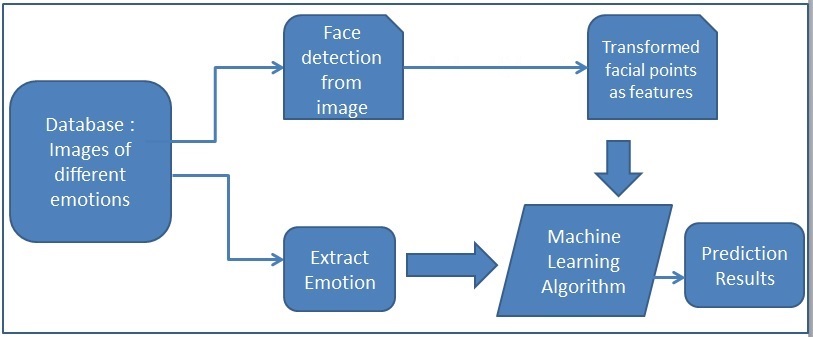 Database :
Images of
different
emotions
Face
detection
from
image
Transformed
facial points
as features
Extract
Emotion
Machine
Learning
Algorithm
Prediction
Results